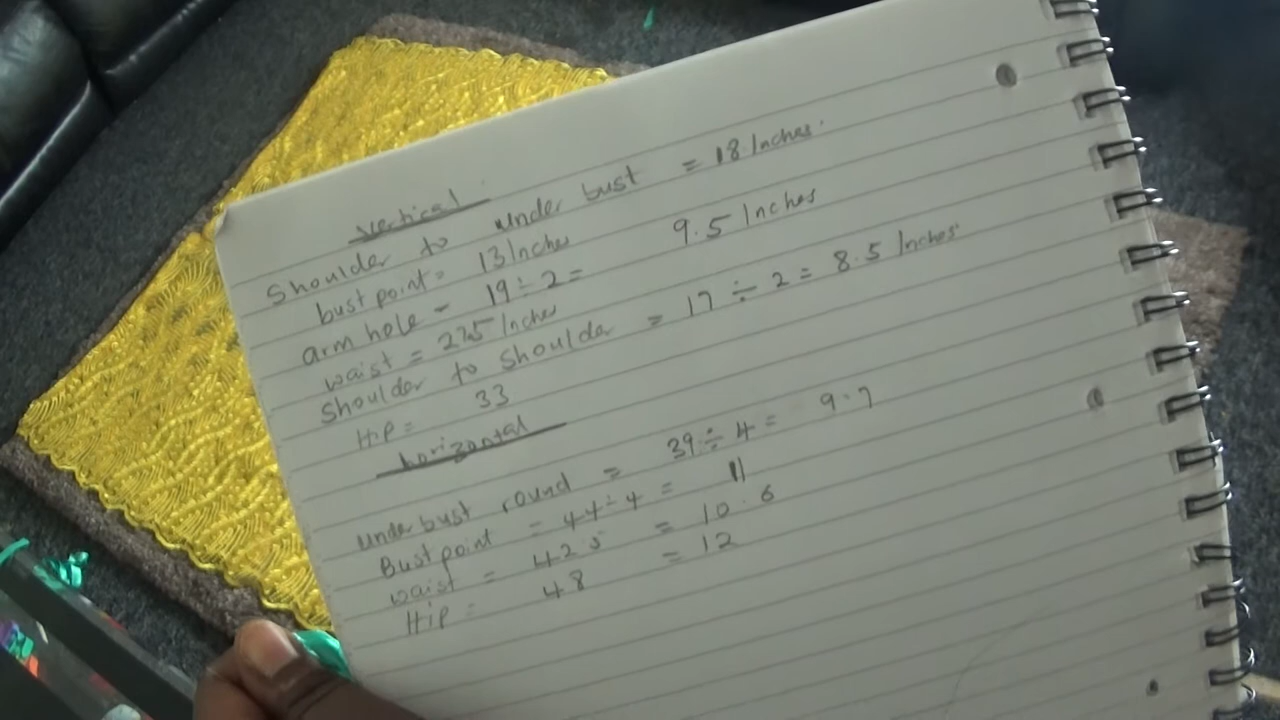 Vertical
Shoulder to under bust = 18 Inches.
bust point = 13 Inches
arm hole = 19 ÷ 2 = 9.5 Inches
waist = Inches
Shoulder to Shoulder = 17 ÷ 2 = 8.5 Inches
Hip = 33
horizontal
under bust round = 39 ÷ 4 = 9.7
Bust point = 44 ÷ 4 = 11
waist = 42.5 = 10.6
Hip = 48 = 12